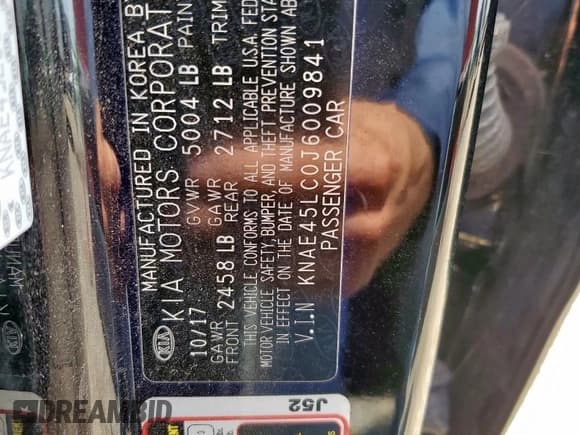 MANUFACTURED IN KOREA B
KIA KIA MOTORS CORPORAT
10/17 GVWR 5004 LB PAIN
GAWR GAWR
FRONT 2458 LB REAR 2712 LB TRIM
THIS VEHICLE CONFORMS TO ALL APPLICABLE U.S.A. FED
MOTOR VEHICLE SAFETY, BUMPER, AND THEFT PREVENTION STA
IN EFFECT ON THE DATE OF MANUFACTURE SHOWN AB
V.I.N KNAE45LC0J6009841
PASSENGER CAR
J52
DREAMBID